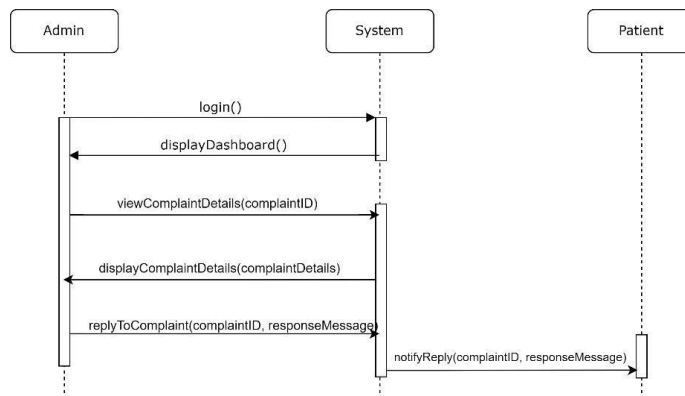 Admin
System
Patient
login()
displayDashboard()
viewComplaintDetails(complaintID)
displayComplaintDetails(complaintDetails)
replyToComplaint(complaintID, responseMessage)
notifyReply(complaintID, responseMessage)